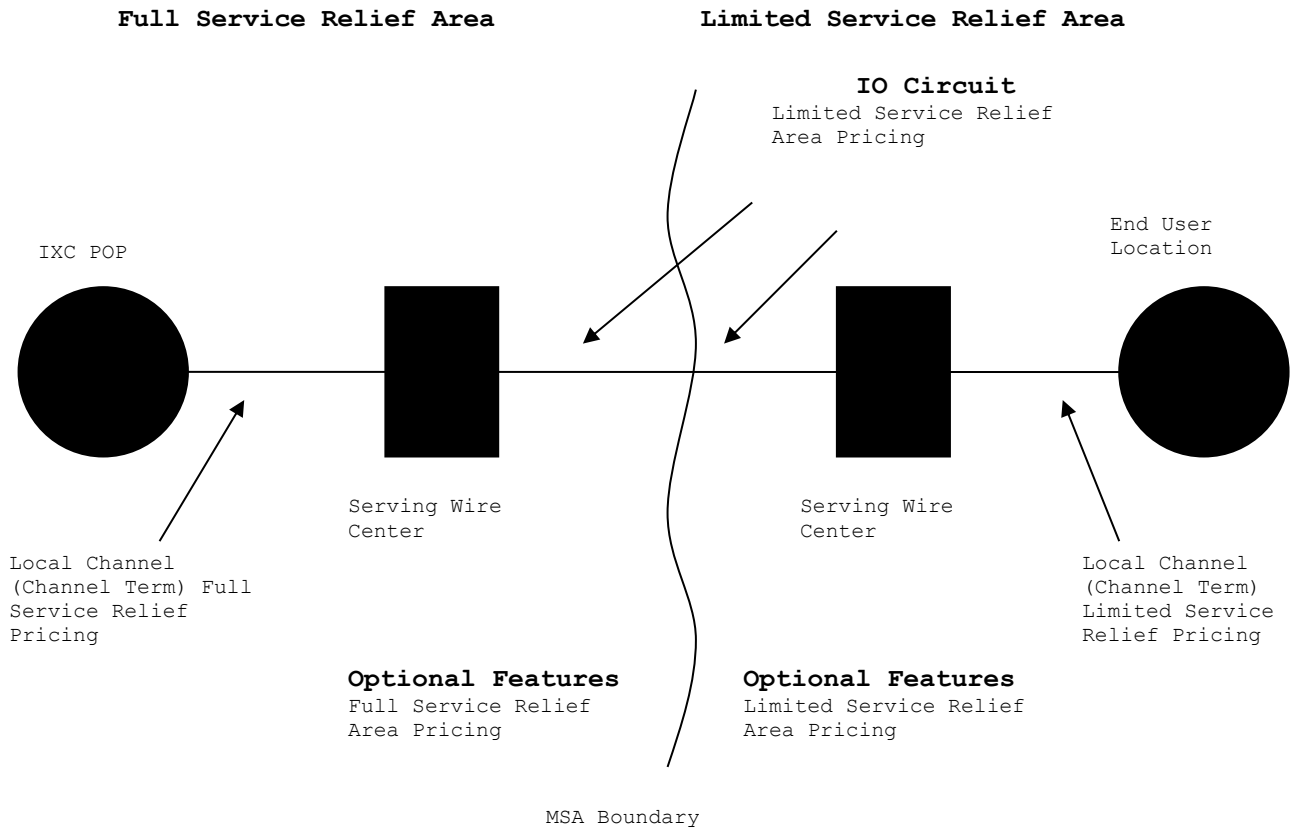 Full Service Relief Area
Limited Service Relief Area
IO Circuit
Limited Service Relief
Area Pricing
IXC POP
End User
Location
Serving Wire
Center
Serving Wire
Center
Local Channel
(Channel Term) Full
Service Relief
Pricing
Local Channel
(Channel Term)
Limited Service
Relief Pricing
Optional Features
Full Service Relief
Area Pricing
Optional Features
Limited Service Relief
Area Pricing
MSA Boundary